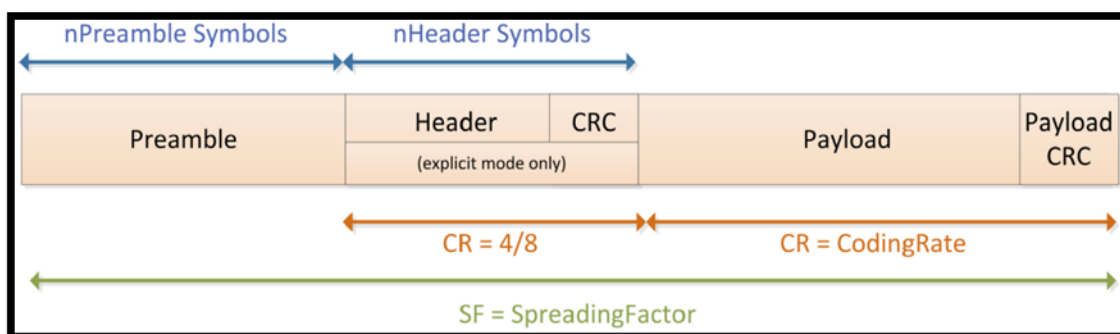 nPreamble Symbols
nHeader Symbols
Preamble
Header
CRC
(explicit mode only)
Payload
Payload
CRC
CR = 4/8
CR = CodingRate
SF = SpreadingFactor